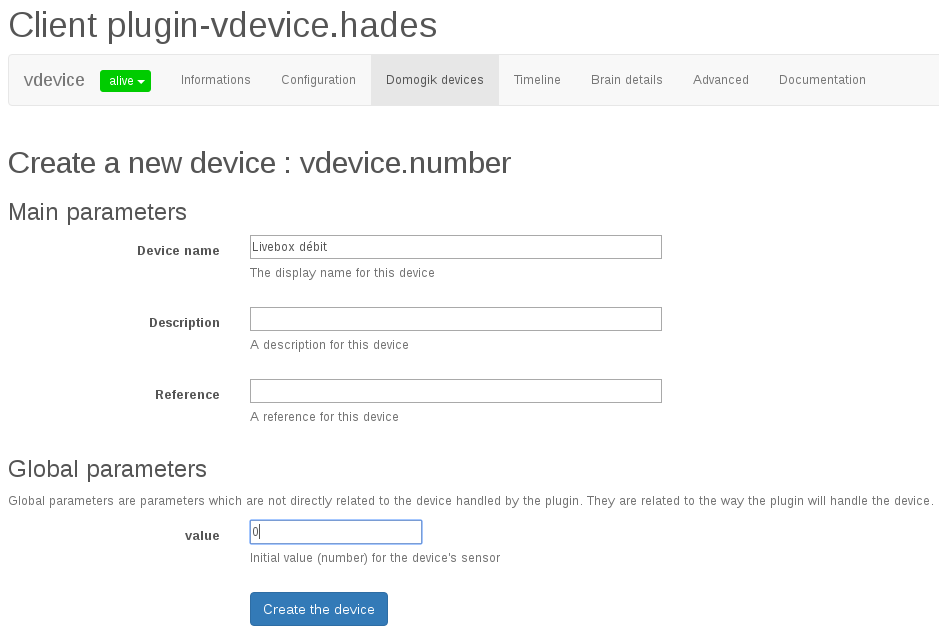 Client plugin-vdevice.hades
vdevice alive Informations Configuration Domogik devices Timeline Brain details Advanced Documentation
Create a new device : vdevice.number
Main parameters
Device name Livebox débit
The display name for this device
Description
A description for this device
Reference
A reference for this device
Global parameters
Global parameters are parameters which are not directly related to the device handled by the plugin. They are related to the way the plugin will handle the device.
value 0
Initial value (number) for the device's sensor
Create the device